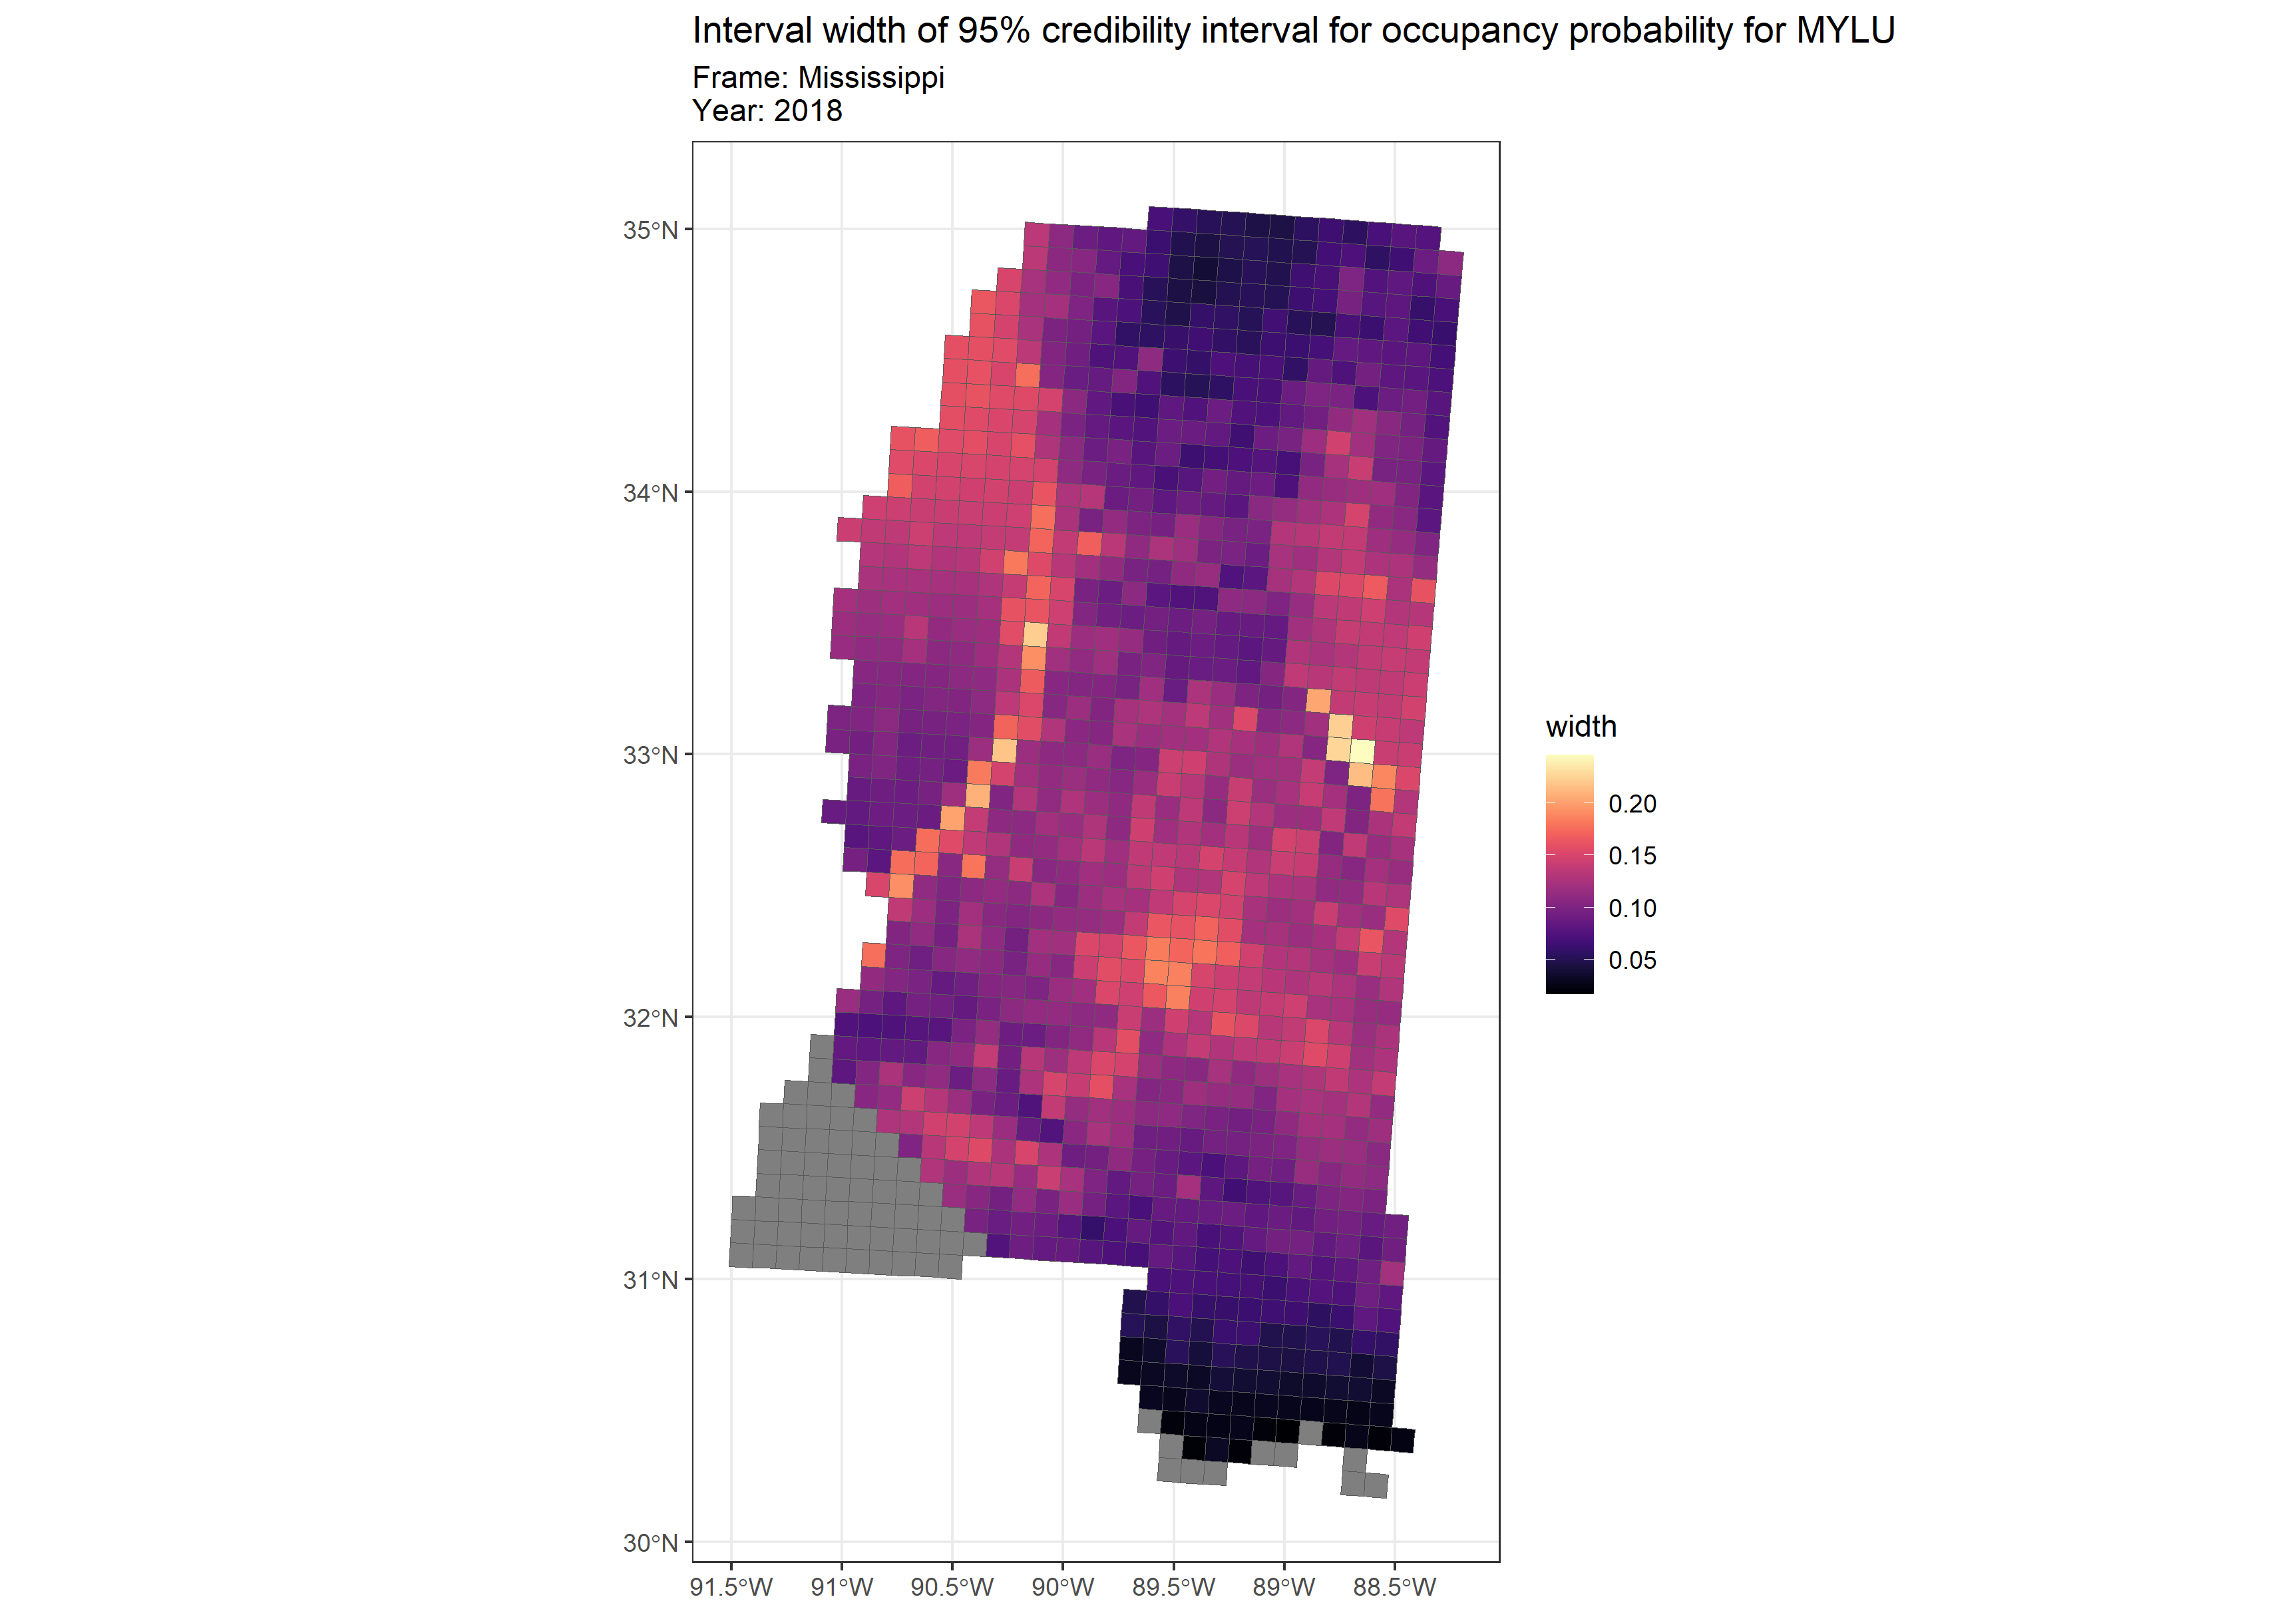 Interval width of 95% credibility interval for occupancy probability for MYLU
Frame: Mississippi
Year: 2018
35°N
34°N
33°N
32°N
31°N
30°N
91.5°W 91°W 90.5°W 90°W 89.5°W 89°W 88.5°W
width
0.20
0.15
0.10
0.05